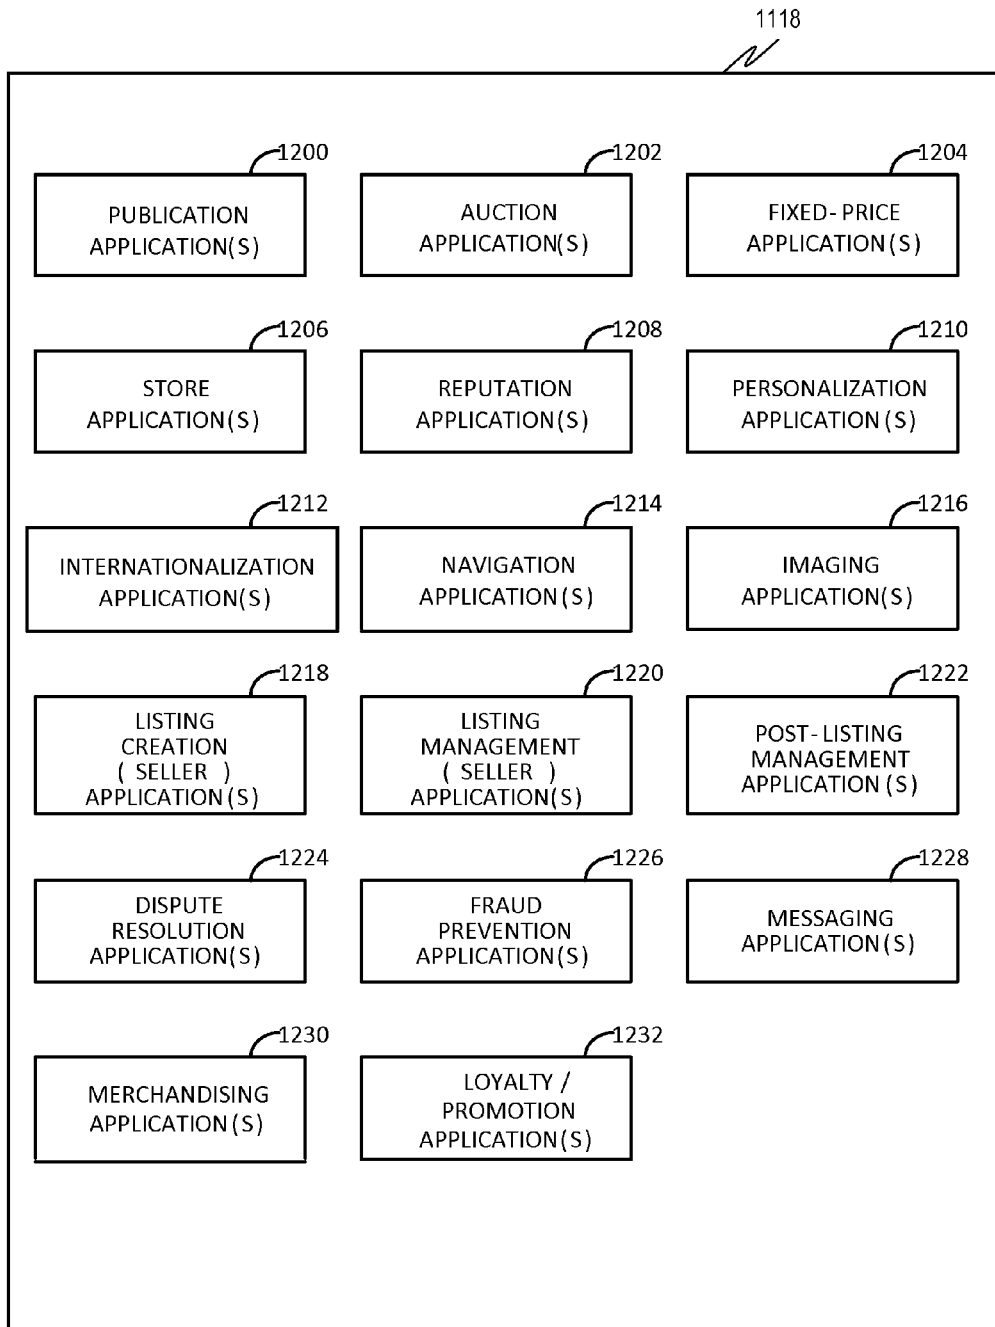 1118
1200
PUBLICATION
APPLICATION(S)
1202
AUCTION
APPLICATION(S)
1204
FIXED-PRICE
APPLICATION(S)
1206
STORE
APPLICATION(S)
1208
REPUTATION
APPLICATION(S)
1210
PERSONALIZATION
APPLICATION(S)
1212
INTERNATIONALIZATION
APPLICATION(S)
1214
NAVIGATION
APPLICATION(S)
1216
IMAGING
APPLICATION(S)
1218
LISTING
CREATION
( SELLER )
APPLICATION(S)
1220
LISTING
MANAGEMENT
( SELLER )
APPLICATION(S)
1222
POST-LISTING
MANAGEMENT
APPLICATION(S)
1224
DISPUTE
RESOLUTION
APPLICATION(S)
1226
FRAUD
PREVENTION
APPLICATION(S)
1228
MESSAGING
APPLICATION(S)
1230
MERCHANDISING
APPLICATION(S)
1232
LOYALTY /
PROMOTION
APPLICATION(S)